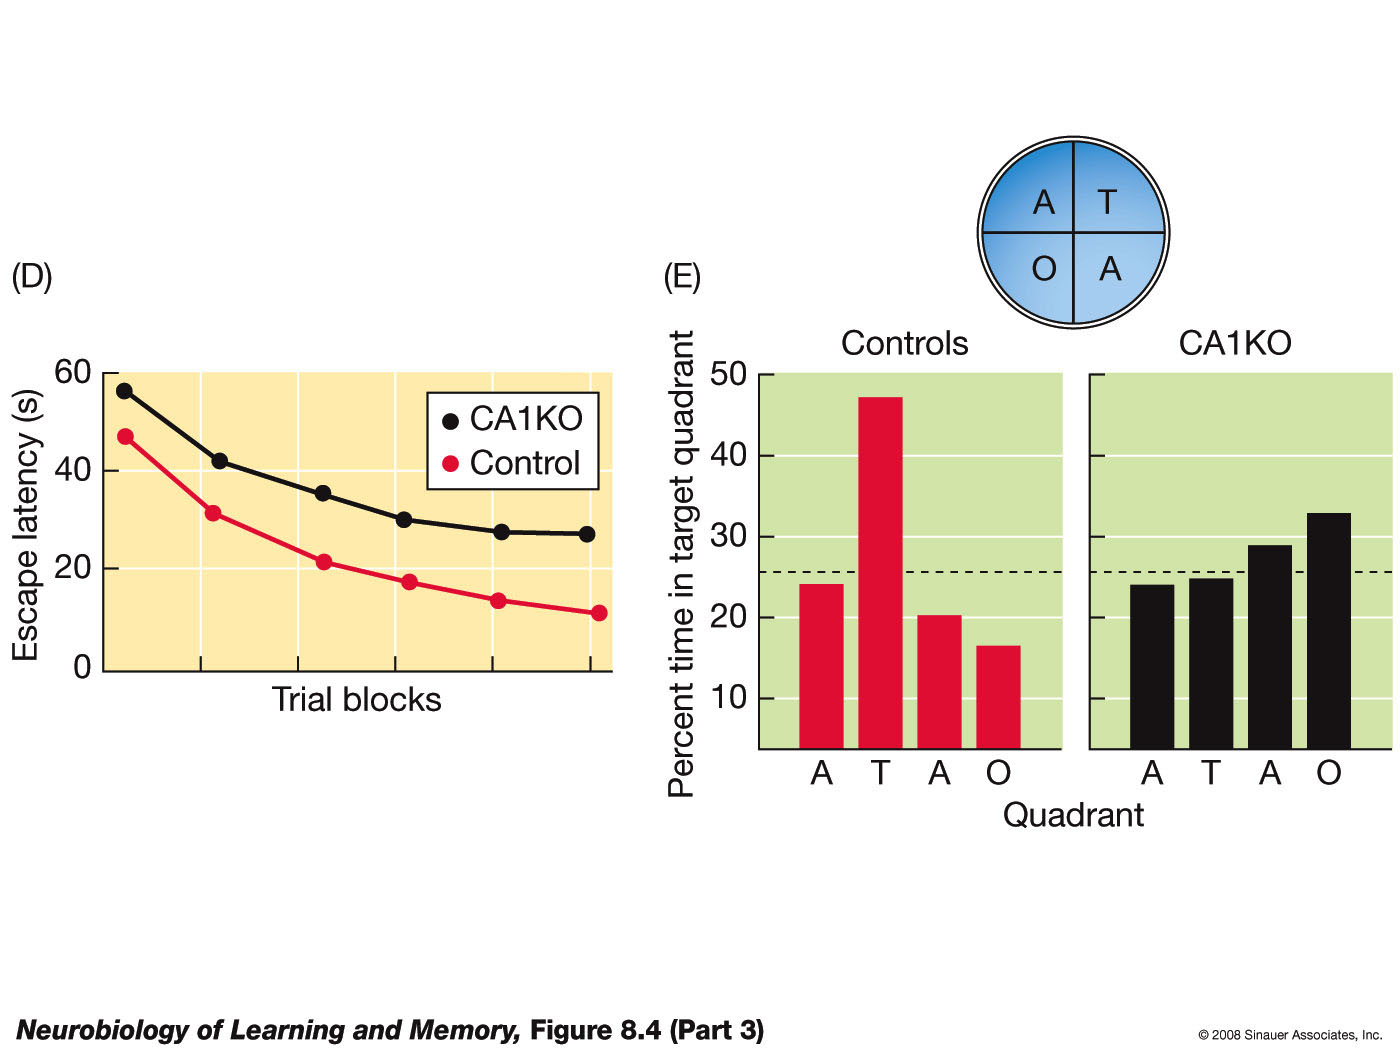 A T
O A
(D)
(E)
Controls
CA1KO
Escape latency (s)
60
40
20
0
CA1KO
Control
Trial blocks
Percent time in target quadrant
50
40
30
20
10
A T A O
A T A O
Quadrant
Neurobiology of Learning and Memory, Figure 8.4 (Part 3)
© 2008 Sinauer Associates, Inc.